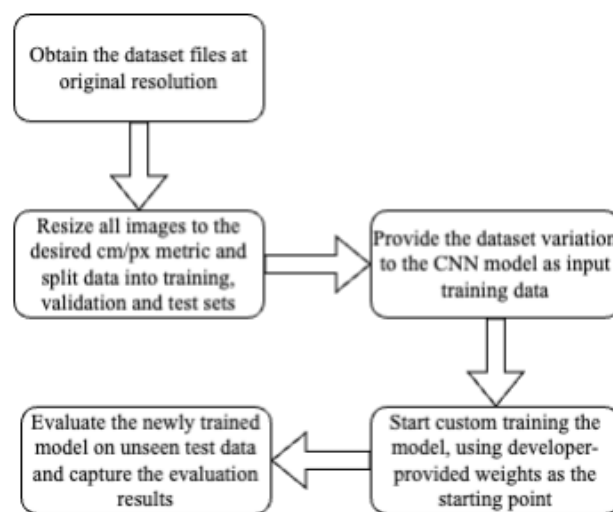 Obtain the dataset files at
original resolution
Resize all images to the
desired cm/px metric and
split data into training,
validation and test sets
Provide the dataset variation
to the CNN model as input
training data
Start custom training the
model, using developer-
provided weights as the
starting point
Evaluate the newly trained
model on unseen test data
and capture the evaluation
results